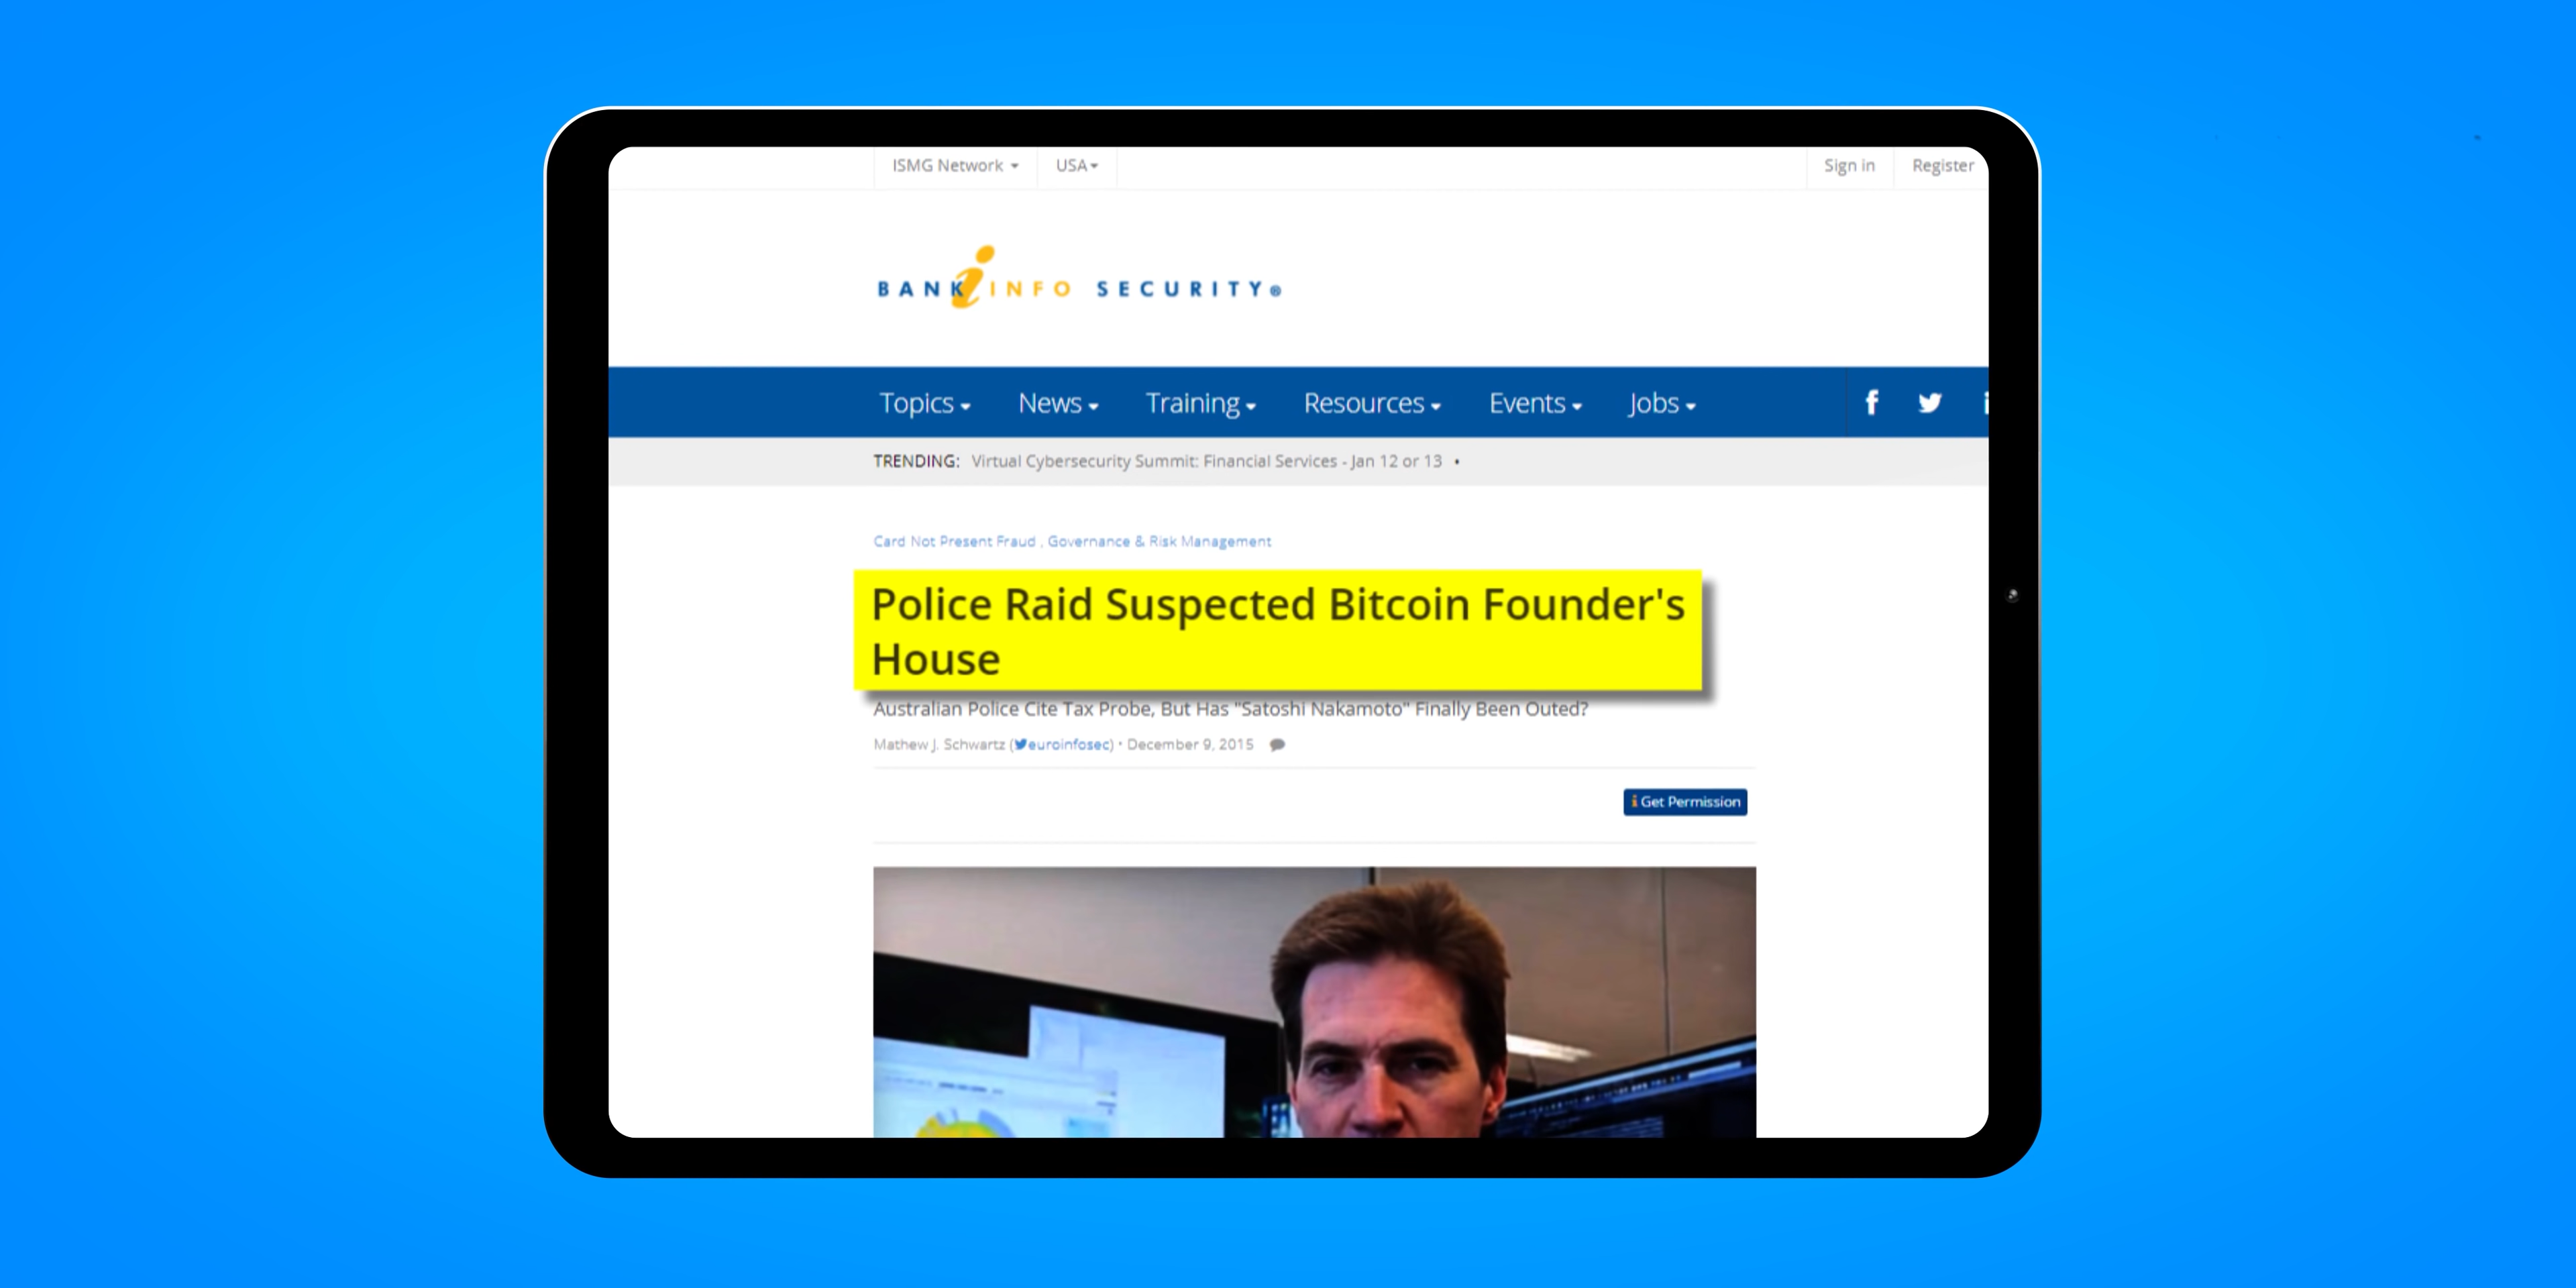 ISMG Network USA Sign in Register
BANK INFO SECURITY®
Topics News Training Resources Events Jobs
TRENDING: Virtual Cybersecurity Summit: Financial Services - Jan 12 or 13 •
Card Not Present Fraud , Governance & Risk Management
Police Raid Suspected Bitcoin Founder's
House
Australian Police Cite Tax Probe, But Has "Satoshi Nakamoto" Finally Been Outed?
Mathew J. Schwartz (euroinfosec) • December 9, 2015
Get Permission